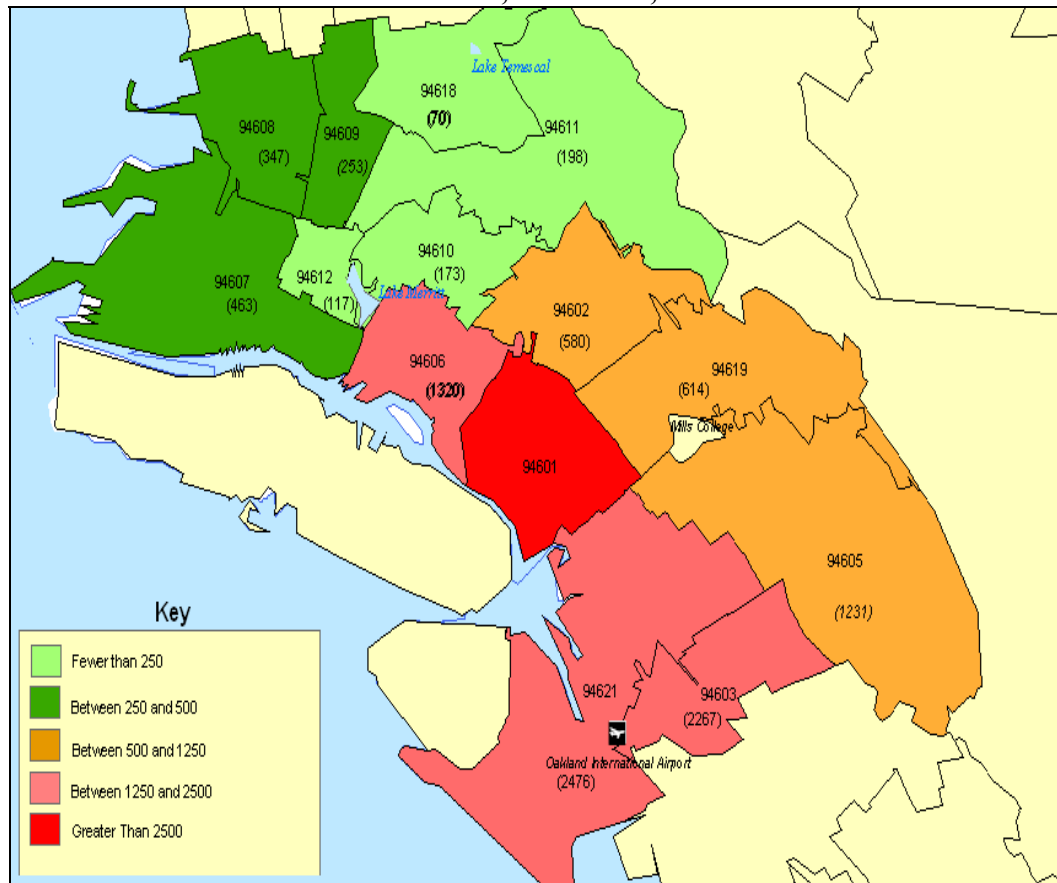 Lake Temescal
94618
(70)
94608
(347)
94609
(253)
94611
(198)
94610
(173)
94612
(117)
Lake Merritt
94607
(463)
94602
(580)
94606
(1320)
94619
(614)
Mills College
94601
94605
(1231)
94621
94603
(2267)
Oakland International Airport
(2476)
Key
Fewer than 250
Between 250 and 500
Between 500 and 1250
Between 1250 and 2500
Greater Than 2500